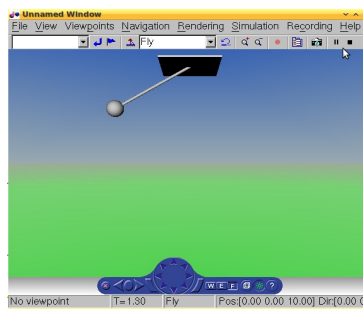 Unnamed Window
File View Viewpoints Navigation Rendering Simulation Recording Help
Fly
W E F ?
No viewpoint T=1.30 Fly Pos:[0.00 0.00 10.00] Dir:[0.00 0